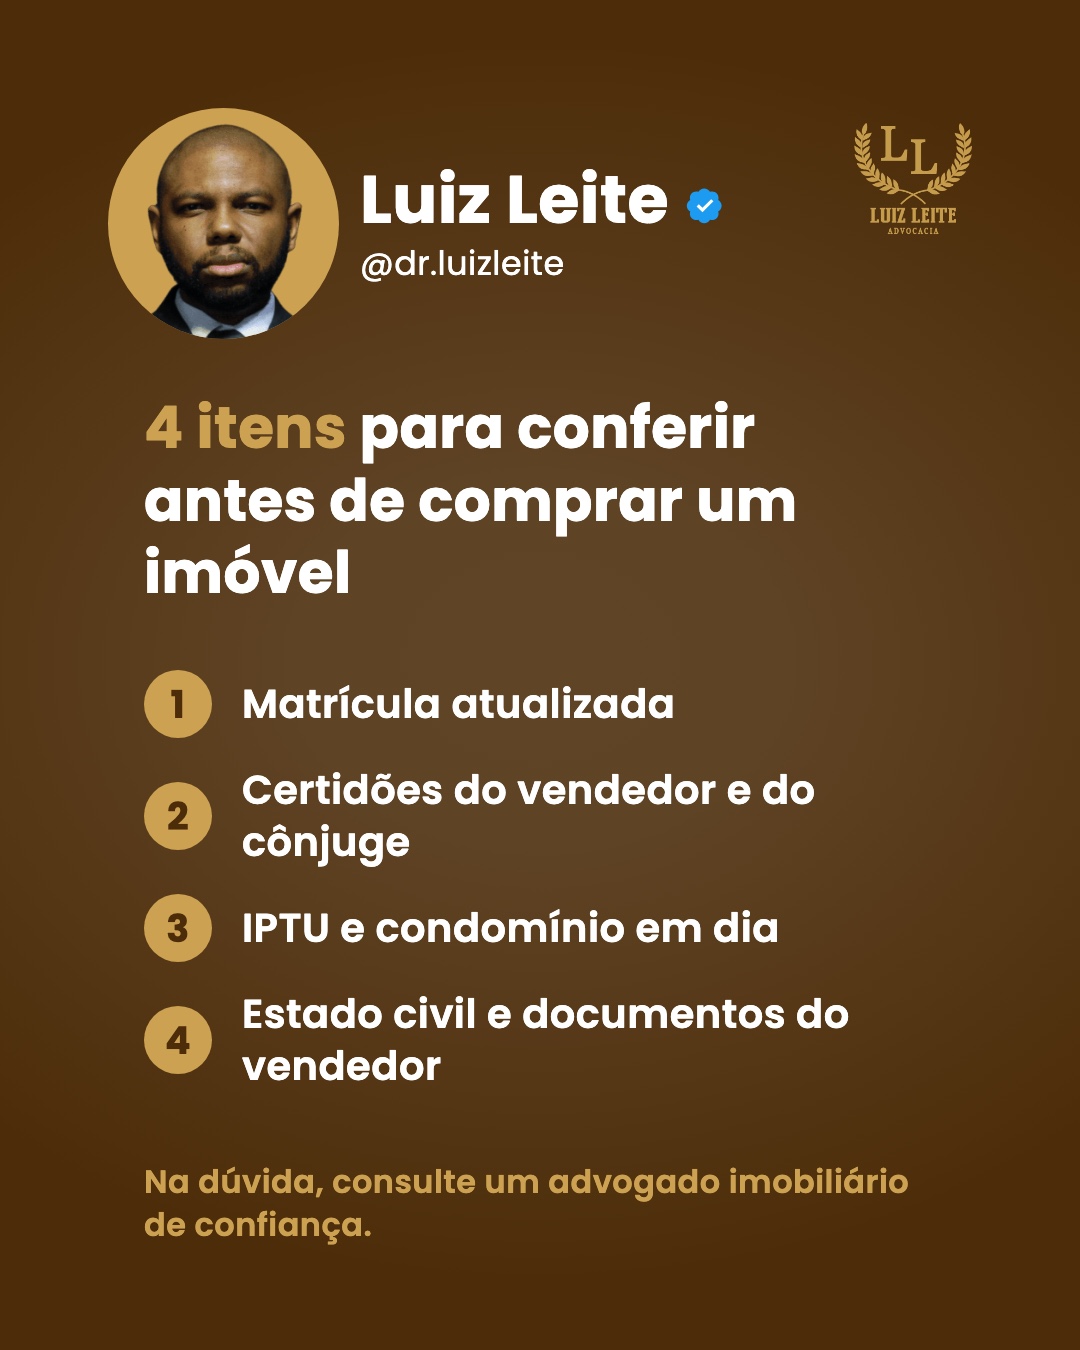 Luiz Leite
@dr.luizleite
LL
LUIZ LEITE
ADVOCACIA
4 itens para conferir
antes de comprar um
imóvel
1 Matrícula atualizada
2 Certidões do vendedor e do
cônjuge
3 IPTU e condomínio em dia
4 Estado civil e documentos do
vendedor
Na dúvida, consulte um advogado imobiliário
de confiança.